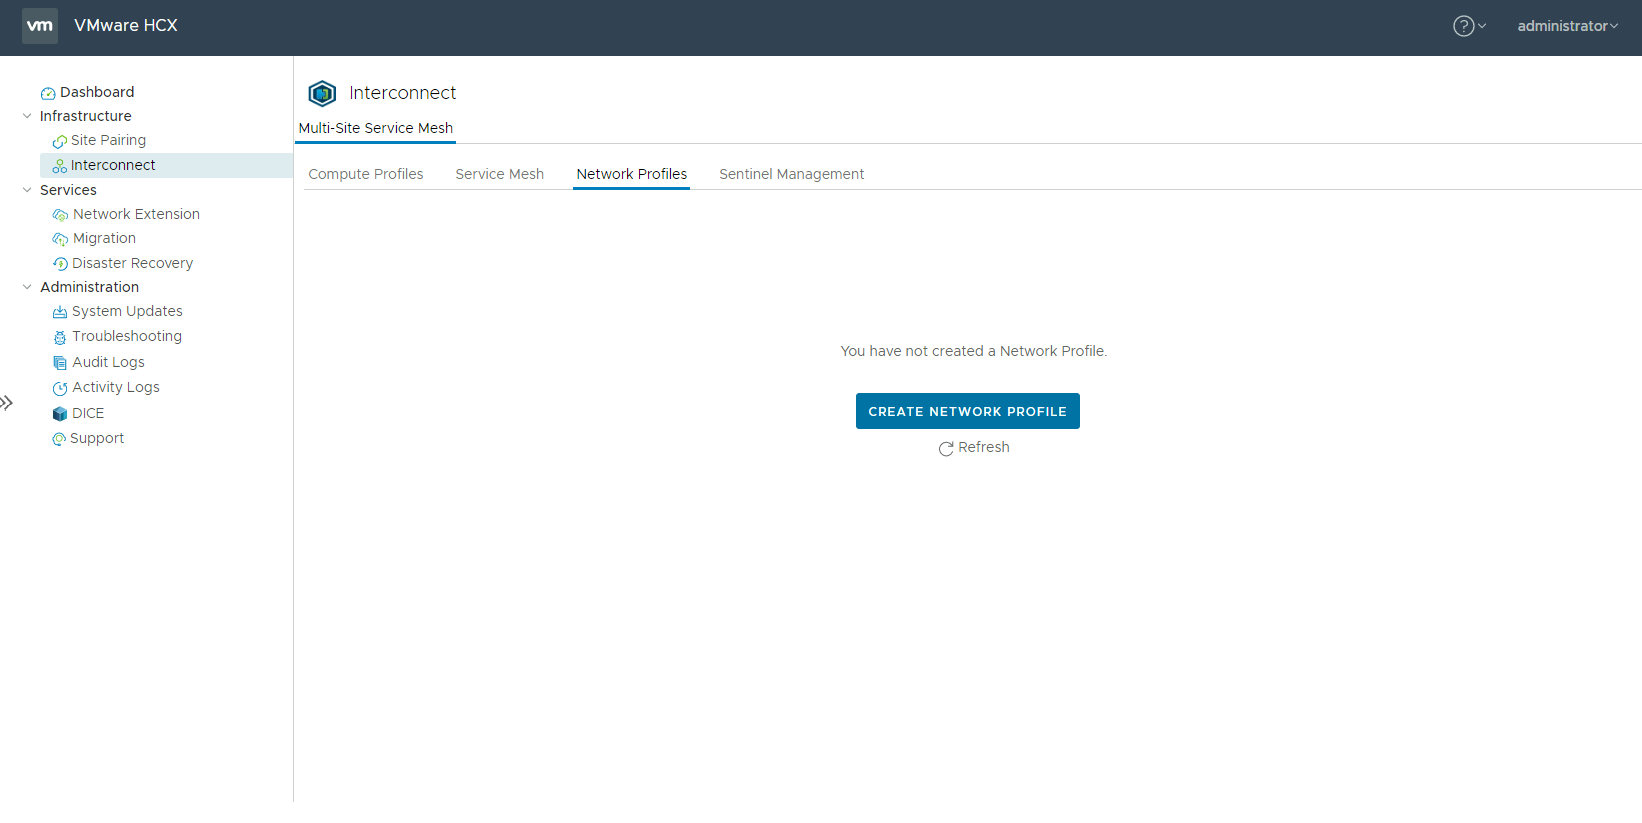 vm VMware HCX
? administrator
Dashboard
Infrastructure
Site Pairing
Interconnect
Services
Network Extension
Migration
Disaster Recovery
Administration
System Updates
Troubleshooting
Audit Logs
Activity Logs
DICE
Support
Interconnect
Multi-Site Service Mesh
Compute Profiles Service Mesh Network Profiles Sentinel Management
You have not created a Network Profile.
CREATE NETWORK PROFILE
Refresh